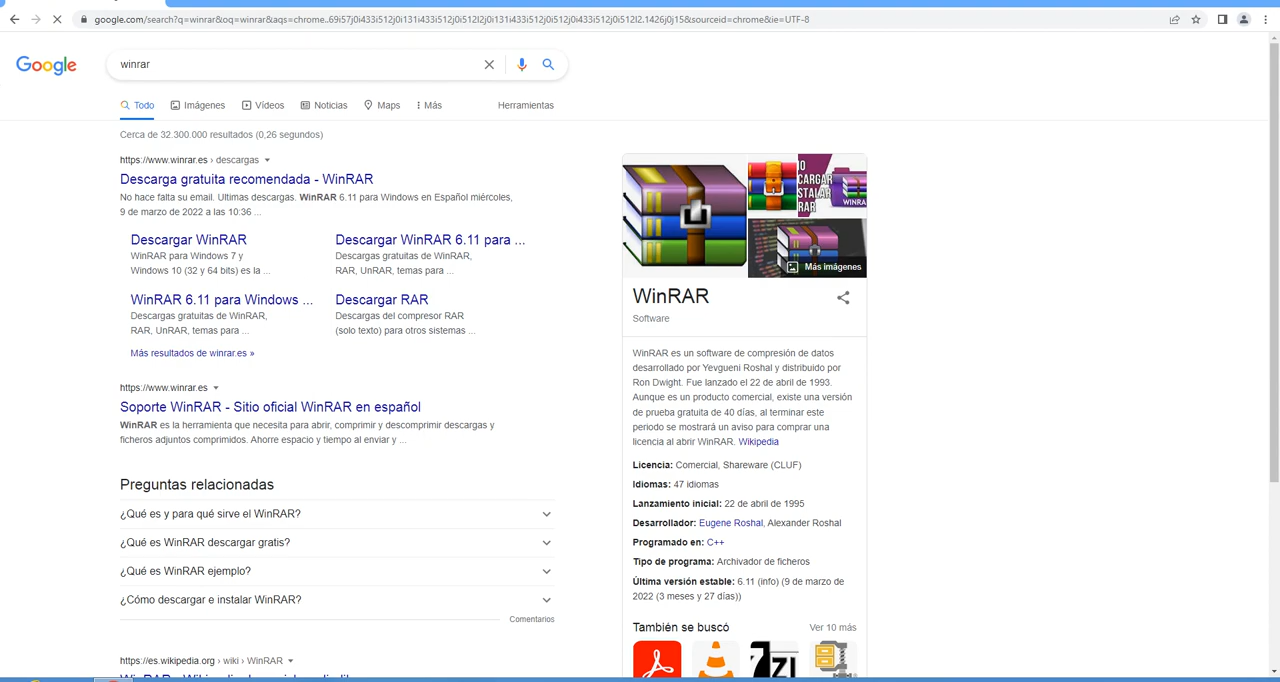 google.com/search?q=winrar&oq=winrar&aqs=chrome..69i57j0i433i512j0i131i433i512j0i512l2j0i131i433i512j0i512j0i433i512j0i512l2.1426j0j15&sourceid=chrome&ie=UTF-8
Google
winrar
Todo
Imágenes
Vídeos
Noticias
Maps
Más
Herramientas
Cerca de 32.300.000 resultados (0,26 segundos)
https://www.winrar.es › descargas
Descarga gratuita recomendada - WinRAR
No hace falta su email. Ultimas descargas. WinRAR 6.11 para Windows en Español miércoles,
9 de marzo de 2022 a las 10:36 ...
Descargar WinRAR
WinRAR para Windows 7 y
Windows 10 (32 y 64 bits) es la ...
Descargar WinRAR 6.11 para ...
Descargas gratuitas de WinRAR,
RAR, UnRAR, temas para ...
WinRAR 6.11 para Windows ...
Descargas gratuitas de WinRAR,
RAR, UnRAR, temas para ...
Descargar RAR
Descargas del compresor RAR
(solo texto) para otros sistemas ...
Más resultados de winrar.es »
https://www.winrar.es
Soporte WinRAR - Sitio oficial WinRAR en español
WinRAR es la herramienta que necesita para abrir, comprimir y descomprimir descargas y
ficheros adjuntos comprimidos. Ahorre espacio y tiempo al enviar y ...
Preguntas relacionadas
¿Qué es y para qué sirve el WinRAR?
¿Qué es WinRAR descargar gratis?
¿Qué es WinRAR ejemplo?
¿Cómo descargar e instalar WinRAR?
Comentarios
https://es.wikipedia.org › wiki › WinRAR
WINRA
Más imágenes
WinRAR
Software
WinRAR es un software de compresión de datos
desarrollado por Yevgueni Roshal y distribuido por
Ron Dwight. Fue lanzado el 22 de abril de 1993.
Aunque es un producto comercial, existe una versión
de prueba gratuita de 40 días, al terminar este
periodo se mostrará un aviso para comprar una
licencia al abrir WinRAR. Wikipedia
Licencia: Comercial, Shareware (CLUF)
Idiomas: 47 idiomas
Lanzamiento inicial: 22 de abril de 1995
Desarrollador: Eugene Roshal, Alexander Roshal
Programado en: C++
Tipo de programa: Archivador de ficheros
Última versión estable: 6.11 (info) (9 de marzo de
2022 (3 meses y 27 días))
También se buscó
Ver 10 más